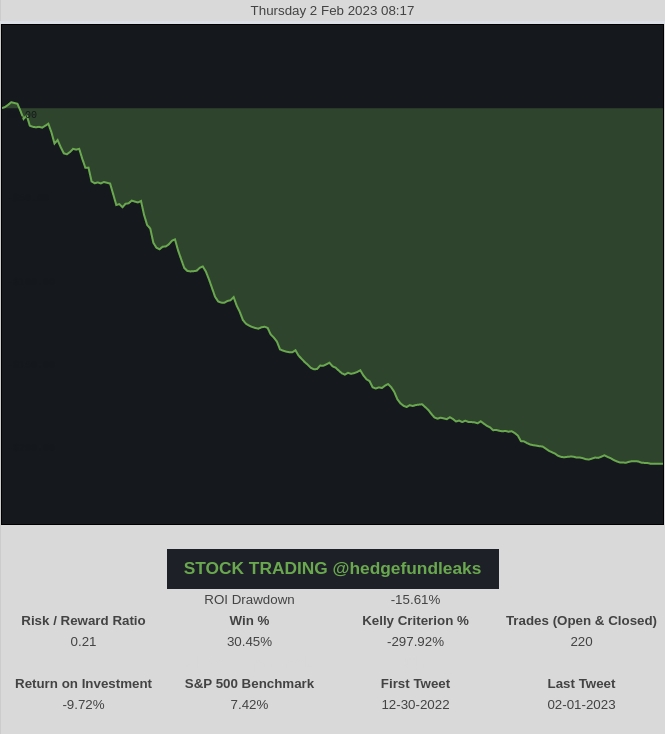 Thursday 2 Feb 2023 08:17
STOCK TRADING @hedgefundleaks
ROI Drawdown -15.61%
Risk / Reward Ratio Win % Kelly Criterion % Trades (Open & Closed)
0.21 30.45% -297.92% 220
Return on Investment S&P 500 Benchmark First Tweet Last Tweet
-9.72% 7.42% 12-30-2022 02-01-2023